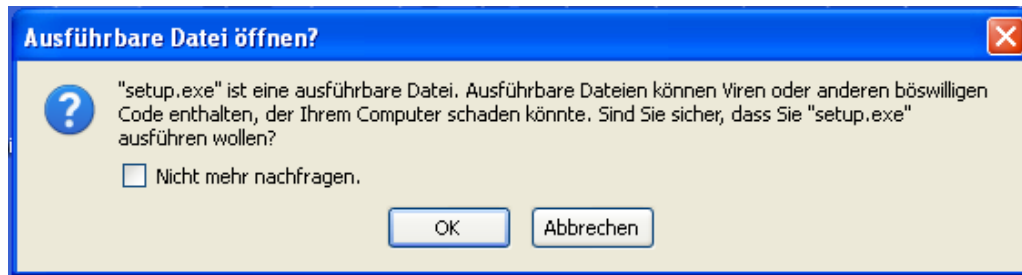 Ausführbare Datei öffnen?
"setup.exe" ist eine ausführbare Datei. Ausführbare Dateien können Viren oder anderen böswilligen
Code enthalten, der Ihrem Computer schaden könnte. Sind Sie sicher, dass Sie "setup.exe"
ausführen wollen?
Nicht mehr nachfragen.
OK Abbrechen